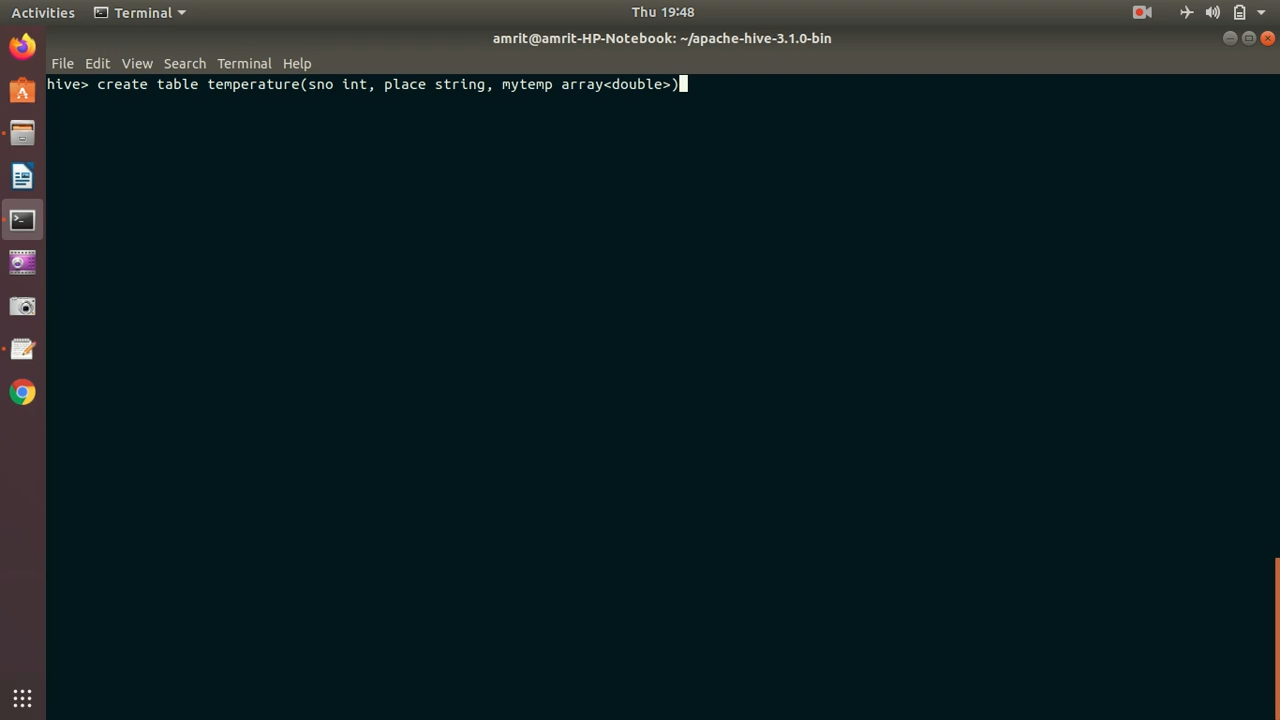 Activities Terminal Thu 19:48
amrit@amrit-HP-Notebook: ~/apache-hive-3.1.0-bin
File Edit View Search Terminal Help
hive> create table temperature(sno int, place string, mytemp array<double>)